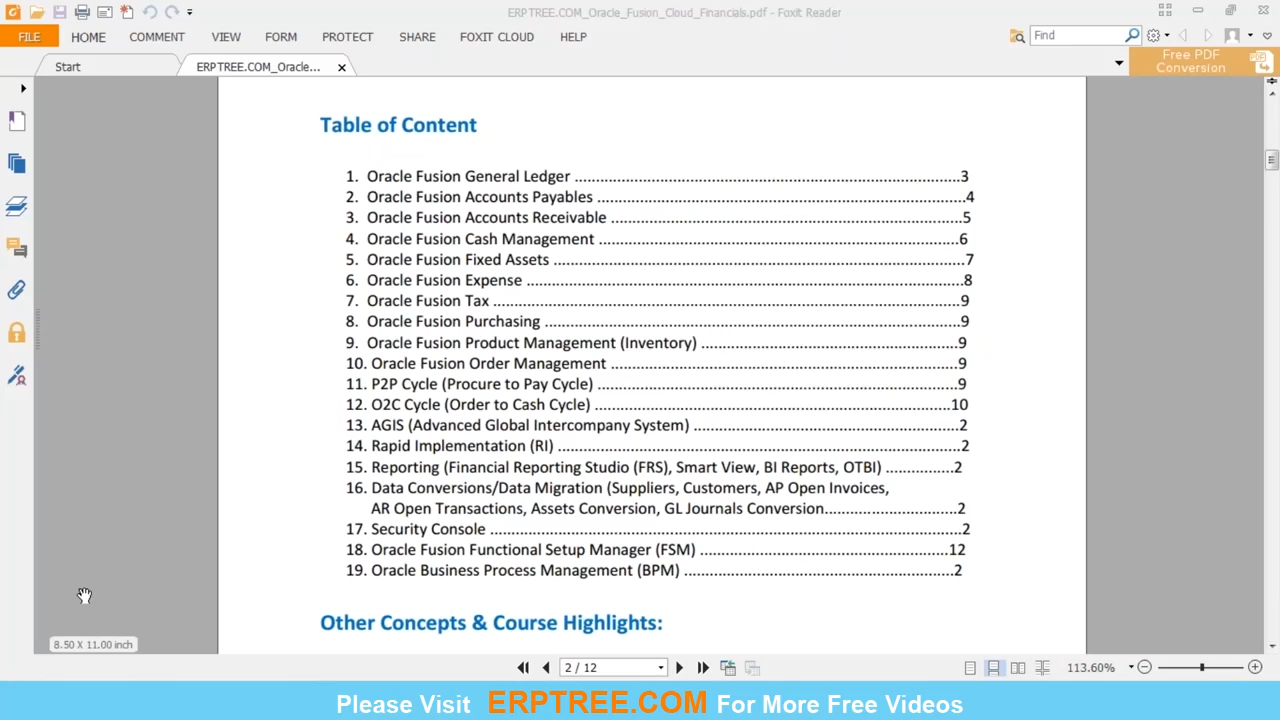 ERPTREE.COM_Oracle_Fusion_Cloud_Financials.pdf - Foxit Reader
FILE HOME COMMENT VIEW FORM PROTECT SHARE FOXIT CLOUD HELP Find
Start ERPTREE.COM_Oracle... Free PDF
Conversion
Table of Content
1. Oracle Fusion General Ledger ..........................................................................................3
2. Oracle Fusion Accounts Payables .....................................................................................4
3. Oracle Fusion Accounts Receivable ..................................................................................5
4. Oracle Fusion Cash Management ....................................................................................6
5. Oracle Fusion Fixed Assets .................................................................................................7
6. Oracle Fusion Expense .......................................................................................................8
7. Oracle Fusion Tax ..............................................................................................................9
8. Oracle Fusion Purchasing .................................................................................................9
9. Oracle Fusion Product Management (Inventory) .............................................................9
10. Oracle Fusion Order Management ..................................................................................9
11. P2P Cycle (Procure to Pay Cycle) .....................................................................................9
12. O2C Cycle (Order to Cash Cycle) ...................................................................................10
13. AGIS (Advanced Global Intercompany System) ...............................................................2
14. Rapid Implementation (RI) ..............................................................................................2
15. Reporting (Financial Reporting Studio (FRS), Smart View, BI Reports, OTBI) ................2
16. Data Conversions/Data Migration (Suppliers, Customers, AP Open Invoices,
AR Open Transactions, Assets Conversion, GL Journals Conversion...............................2
17. Security Console ..............................................................................................................2
18. Oracle Fusion Functional Setup Manager (FSM) ..........................................................12
19. Oracle Business Process Management (BPM) ................................................................2
Other Concepts & Course Highlights:
8.50 X 11.00 inch
2 / 12 113.60%
Please Visit ERPTREE.COM For More Free Videos